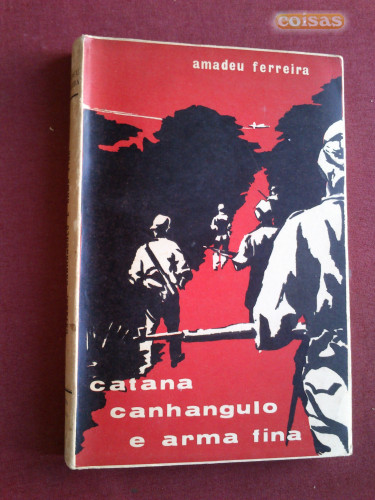 coisas
amadeu ferreira
catana
canhangulo
e arma fina